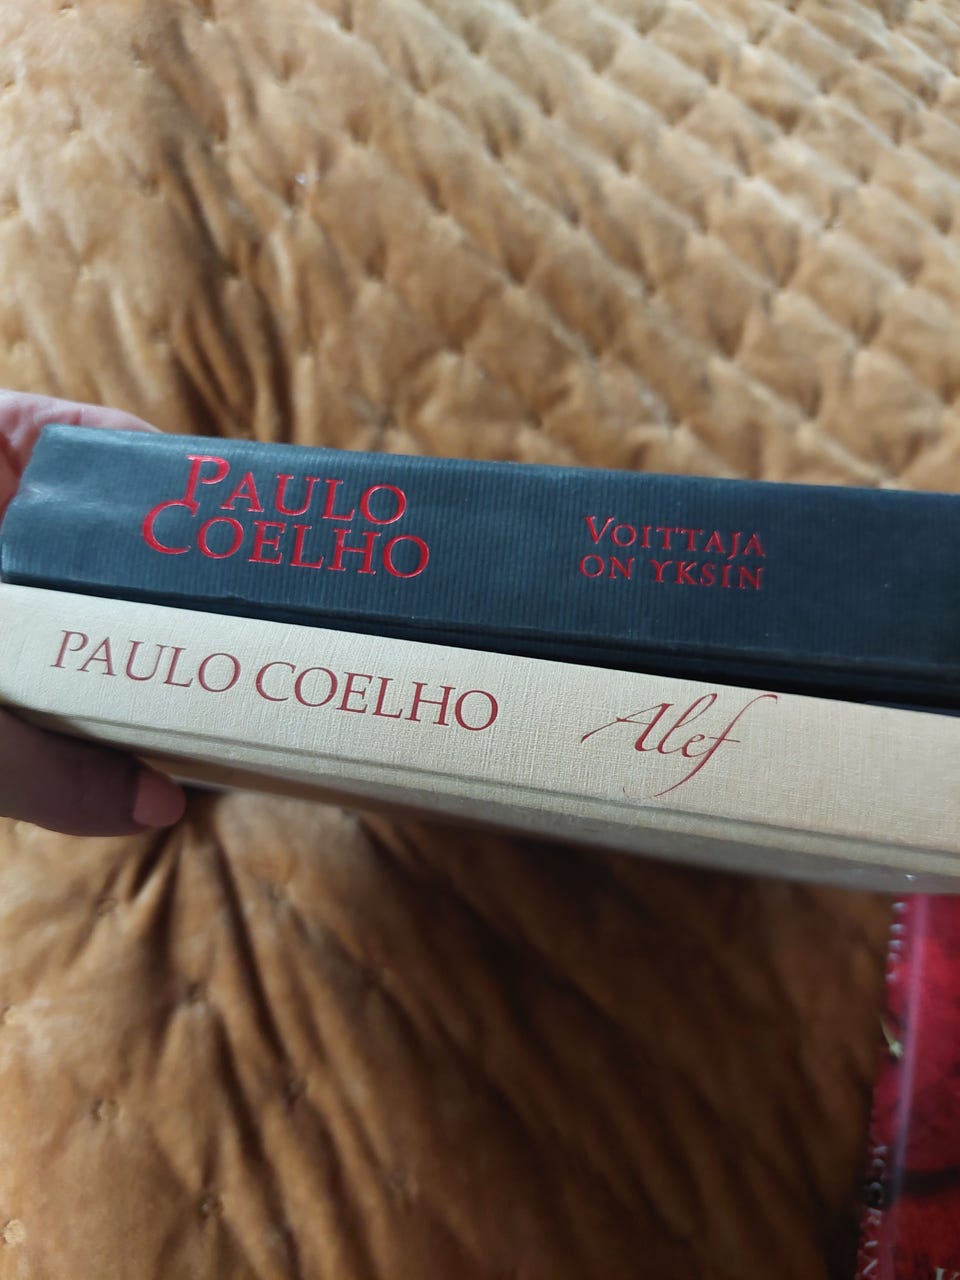 PAULO
COELHO
VOITTAJA
ON YKSIN
PAULO COELHO
Alef